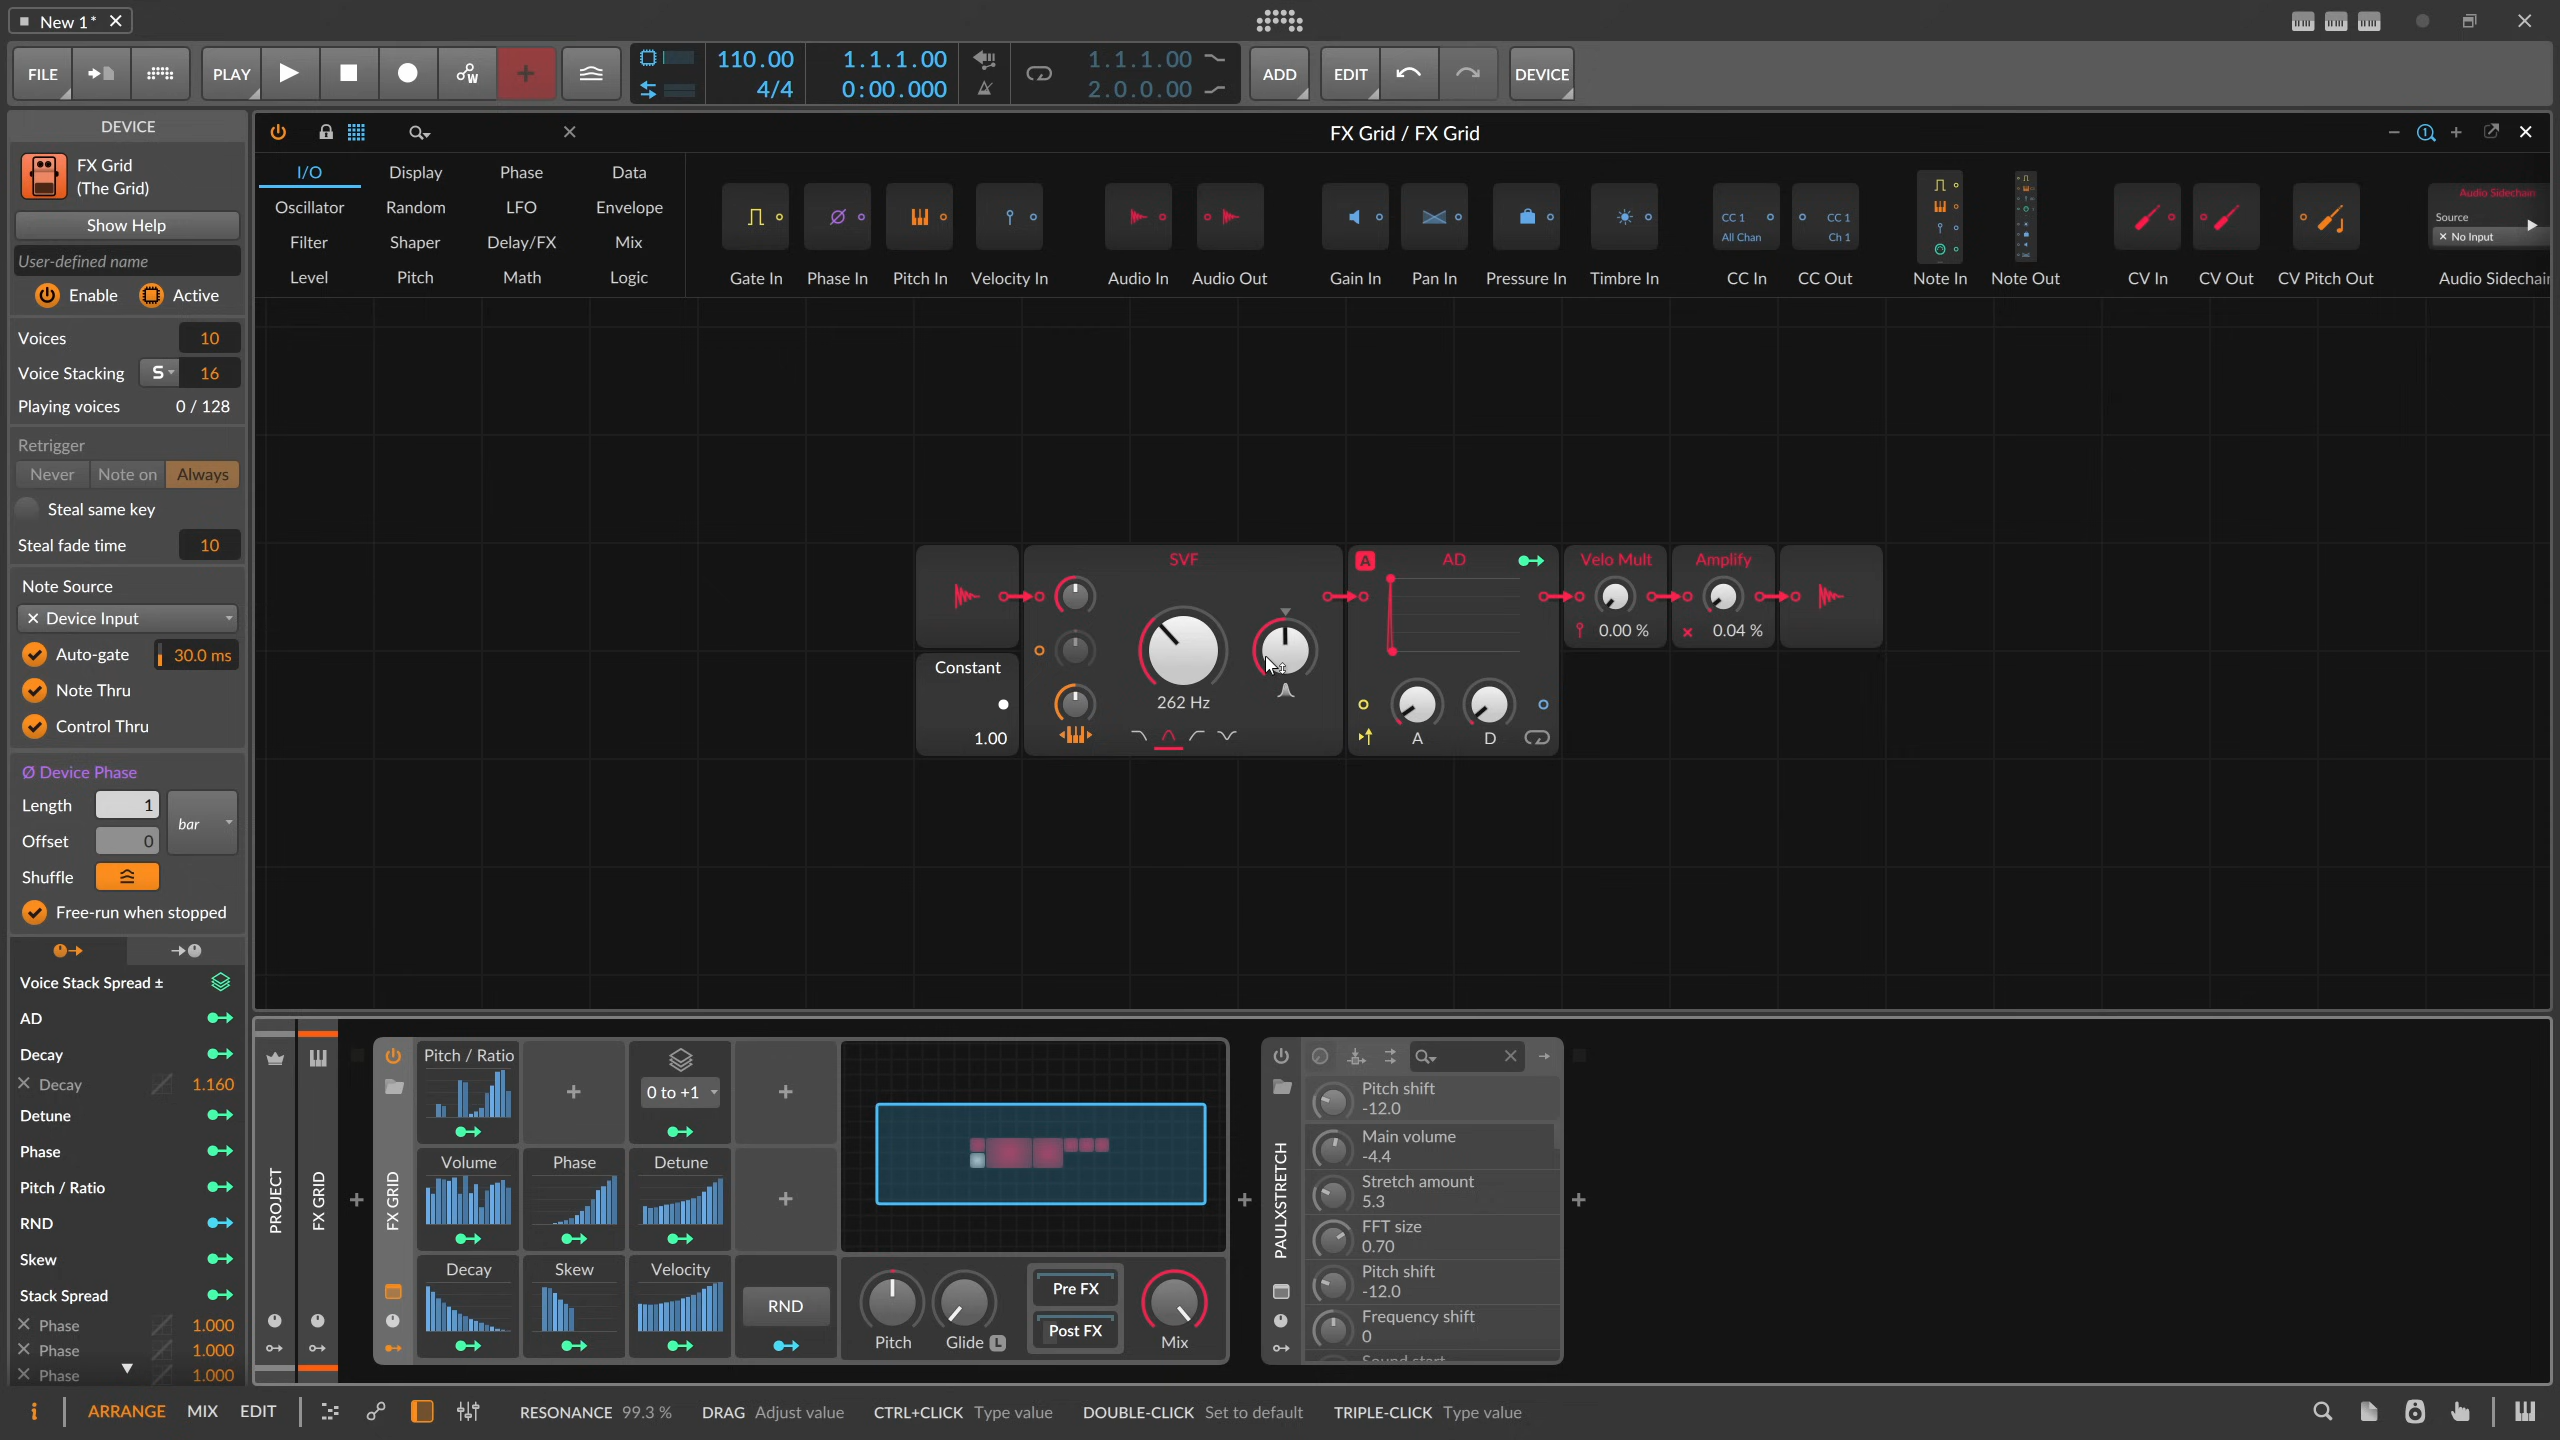 New 1*
FILE
PLAY
110.00
4/4
1.1.1.00
0:00.000
1.1.1.00
2.0.0.00
ADD
EDIT
DEVICE
DEVICE
FX Grid
(The Grid)
Show Help
User-defined name
Enable
Active
Voices 10
Voice Stacking S 16
Playing voices 0 / 128
Retrigger
Never Note on Always
Steal same key
Steal fade time 10
Note Source
Device Input
Auto-gate 30.0 ms
Note Thru
Control Thru
Ø Device Phase
Length 1
bar
Offset 0
Shuffle
Free-run when stopped
Voice Stack Spread ±
AD
Decay
Decay 1.160
Detune
Phase
Pitch / Ratio
RND
Skew
Stack Spread
Phase 1.000
Phase 1.000
Phase 1.000
FX Grid / FX Grid
I/O Display Phase Data
Oscillator Random LFO Envelope
Filter Shaper Delay/FX Mix
Level Pitch Math Logic
CC 1
All Chan
CC 1
Ch 1
Audio Sidechain
Source
No Input
Gate In Phase In Pitch In Velocity In Audio In Audio Out Gain In Pan In Pressure In Timbre In CC In CC Out Note In Note Out CV In CV Out CV Pitch Out Audio Sidechain
SVF
A AD
Velo Mult
Amplify
0.00 %
0.04 %
Constant
1.00
262 Hz
A D
PROJECT
FX GRID
FX GRID
Pitch / Ratio
0 to +1
Volume Phase Detune
Decay Skew Velocity
RND
Pitch
Glide L
Pre FX
Post FX
Mix
PAULXSTRETCH
Pitch shift
-12.0
Main volume
-4.4
Stretch amount
5.3
FFT size
0.70
Pitch shift
-12.0
Frequency shift
0
Sound start
ARRANGE MIX EDIT
RESONANCE 99.3 % DRAG Adjust value CTRL+CLICK Type value DOUBLE-CLICK Set to default TRIPLE-CLICK Type value